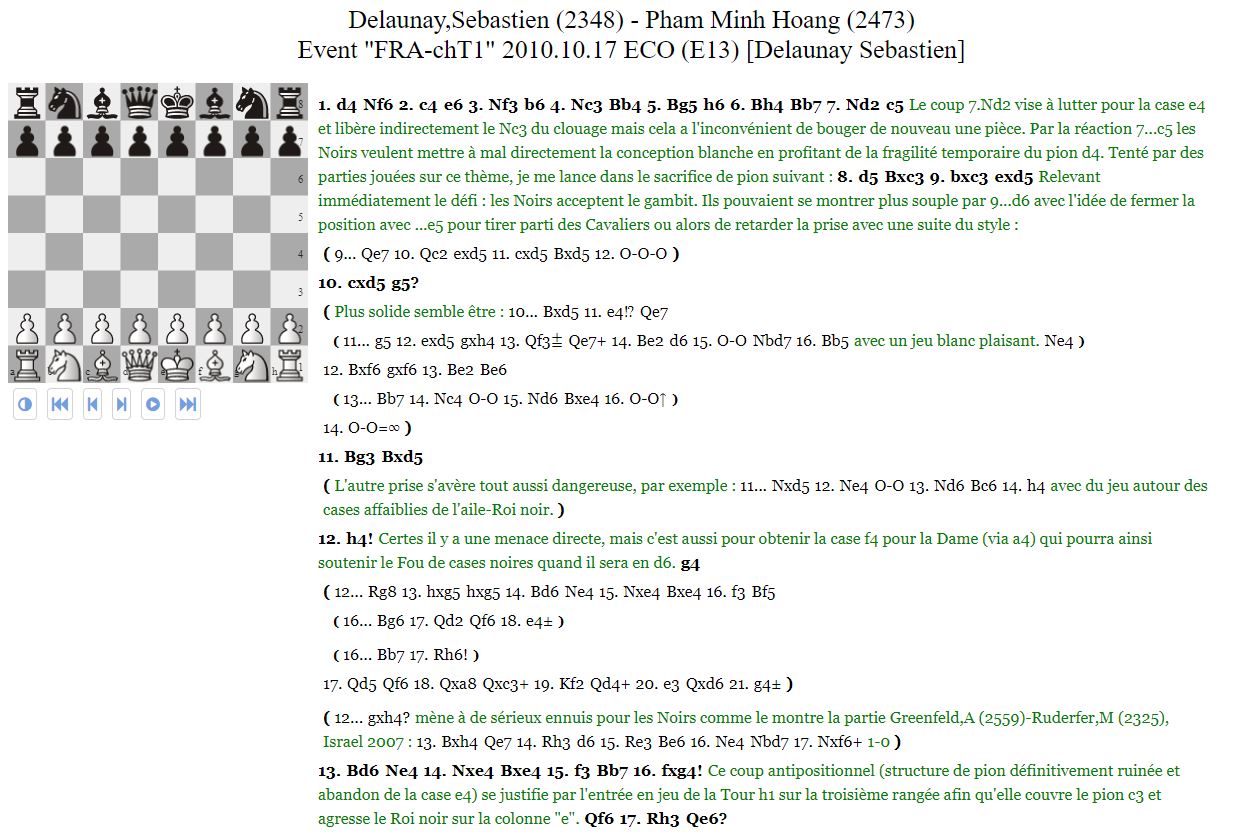 Delaunay,Sebastien (2348) - Pham Minh Hoang (2473)
Event "FRA-chT1" 2010.10.17 ECO (E13) [Delaunay Sebastien]
8
7
6
5
4
3
2
1
a b c d e f g h
1. d4 Nf6 2. c4 e6 3. Nf3 b6 4. Nc3 Bb4 5. Bg5 h6 6. Bh4 Bb7 7. Nd2 c5 Le coup 7.Nd2 vise à lutter pour la case e4
et libère indirectement le Nc3 du clouage mais cela a l'inconvénient de bouger de nouveau une pièce. Par la réaction 7...c5 les
Noirs veulent mettre à mal directement la conception blanche en profitant de la fragilité temporaire du pion d4. Tenté par des
parties jouées sur ce thème, je me lance dans le sacrifice de pion suivant : 8. d5 Bxc3 9. bxc3 exd5 Relevant
immédiatement le défi : les Noirs acceptent le gambit. Ils pouvaient se montrer plus souple par 9...d6 avec l'idée de fermer la
position avec ...e5 pour tirer parti des Cavaliers ou alors de retarder la prise avec une suite du style :
( 9... Qe7 10. Qc2 exd5 11. cxd5 Bxd5 12. O-O-O )
10. cxd5 g5?
( Plus solide semble être : 10... Bxd5 11. e4!? Qe7
( 11... g5 12. exd5 gxh4 13. Qf3± Qe7+ 14. Be2 d6 15. O-O Nbd7 16. Bb5 avec un jeu blanc plaisant. Ne4 )
12. Bxf6 gxf6 13. Be2 Be6
( 13... Bb7 14. Nc4 O-O 15. Nd6 Bxe4 16. O-O↑ )
14. O-O=∞ )
11. Bg3 Bxd5
( L'autre prise s'avère tout aussi dangereuse, par exemple : 11... Nxd5 12. Ne4 O-O 13. Nd6 Bc6 14. h4 avec du jeu autour des
cases affaiblies de l'aile-Roi noir. )
12. h4! Certes il y a une menace directe, mais c'est aussi pour obtenir la case f4 pour la Dame (via a4) qui pourra ainsi
soutenir le Fou de cases noires quand il sera en d6. g4
( 12... Rg8 13. hxg5 hxg5 14. Bd6 Ne4 15. Nxe4 Bxe4 16. f3 Bf5
( 16... Bg6 17. Qd2 Qf6 18. e4± )
( 16... Bb7 17. Rh6! )
17. Qd5 Qf6 18. Qxa8 Qxc3+ 19. Kf2 Qd4+ 20. e3 Qxd6 21. g4± )
( 12... gxh4? mène à de sérieux ennuis pour les Noirs comme le montre la partie Greenfeld,A (2559)-Ruderfer,M (2325),
Israel 2007 : 13. Bxh4 Qe7 14. Rh3 d6 15. Re3 Be6 16. Ne4 Nbd7 17. Nxf6+ 1-0 )
13. Bd6 Ne4 14. Nxe4 Bxe4 15. f3 Bb7 16. fxg4! Ce coup antipositionnel (structure de pion définitivement ruinée et
abandon de la case e4) se justifie par l'entrée en jeu de la Tour h1 sur la troisième rangée afin qu'elle couvre le pion c3 et
agresse le Roi noir sur la colonne "e". Qf6 17. Rh3 Qe6?